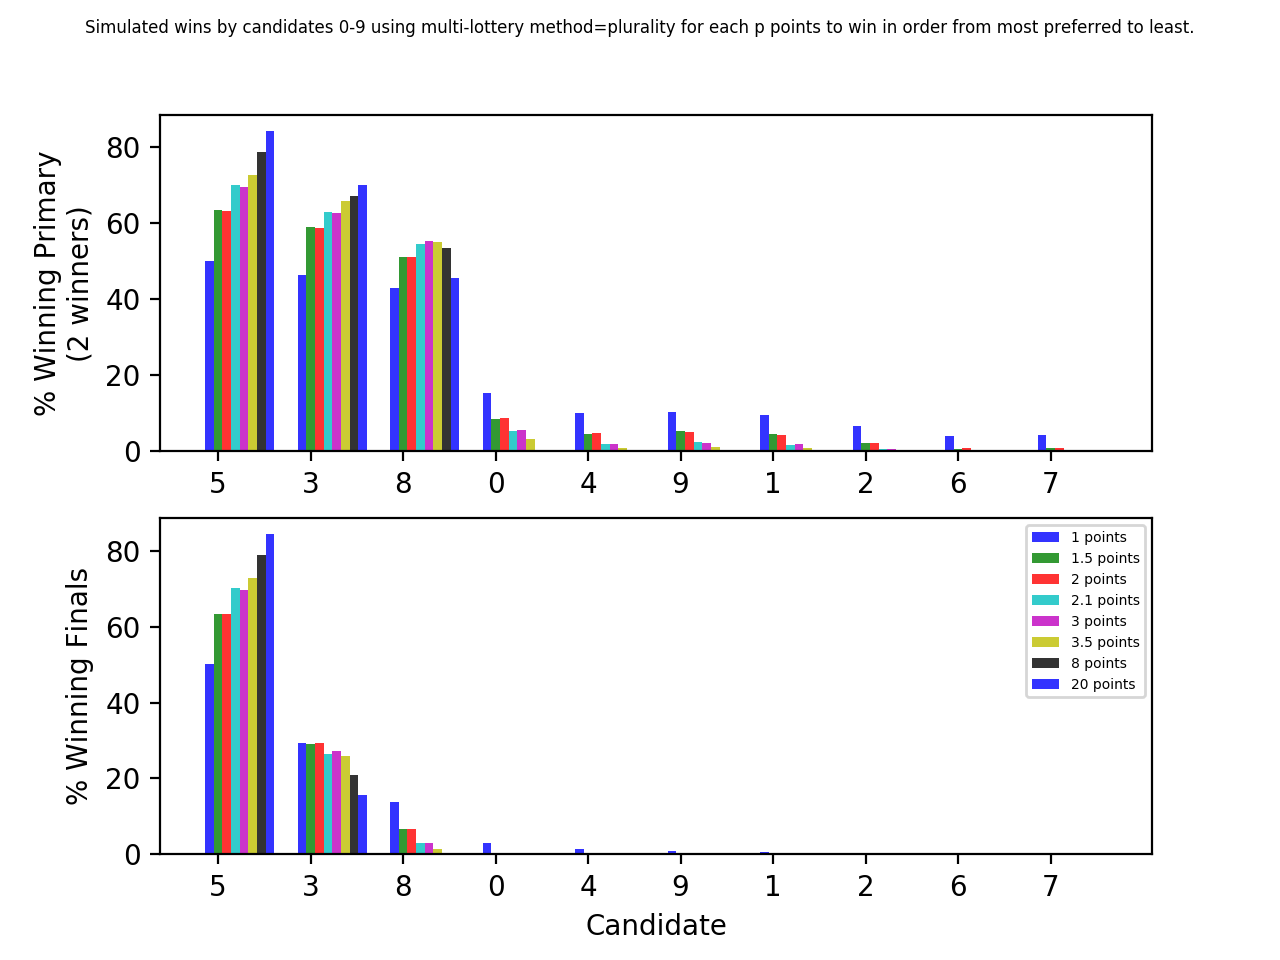 Simulated wins by candidates 0-9 using multi-lottery method=plurality for each p points to win in order from most preferred to least.
% Winning Primary
(2 winners)
80
60
40
20
0
5 3 8 0 4 9 1 2 6 7
% Winning Finals
80
60
40
20
0
1 points
1.5 points
2 points
2.1 points
3 points
3.5 points
8 points
20 points
5 3 8 0 4 9 1 2 6 7
Candidate